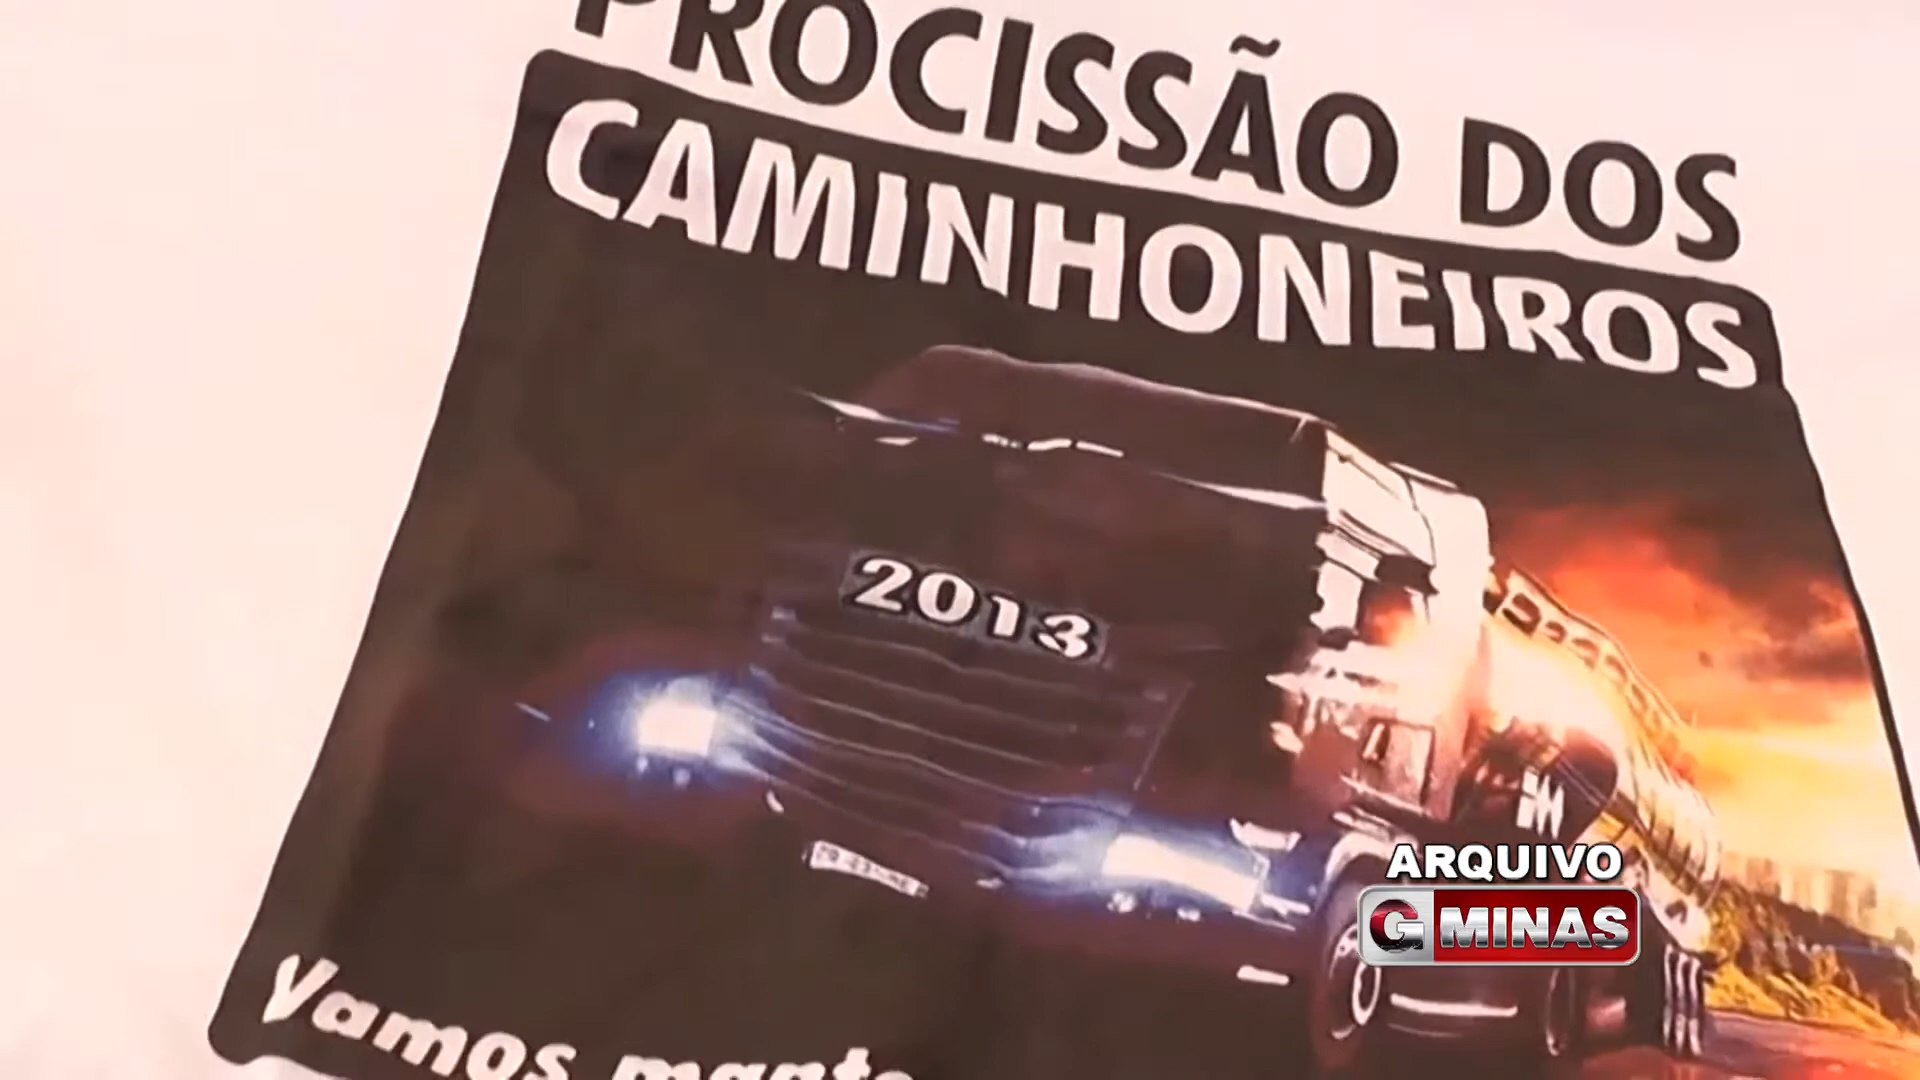 PROCISSÃO DOS
CAMINHONEIROS
2013
Vamos
ARQUIVO
G MINAS